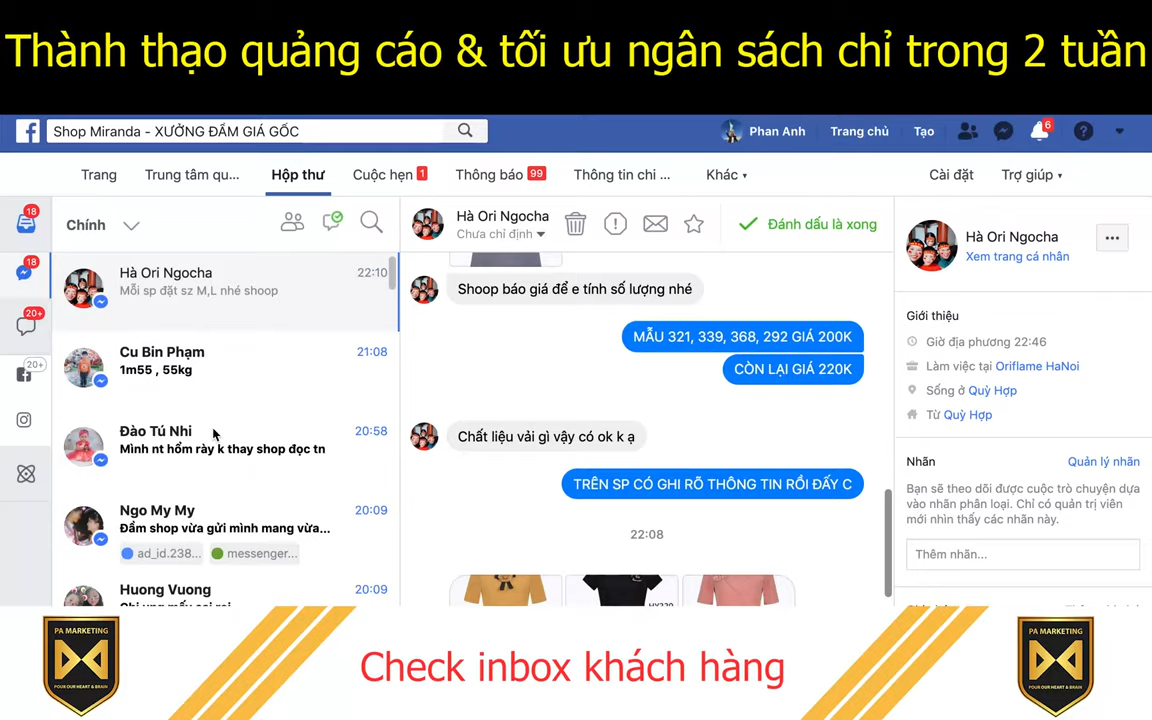 Thành thạo quảng cáo & tối ưu ngân sách chỉ trong 2 tuần
Shop Miranda - XƯỞNG ĐẦM GIÁ GỐC
Phan Anh
Trang chủ
Tạo
6
Trang
Trung tâm qu...
Hộp thư
Cuộc hẹn 1
Thông báo 99
Thông tin chi ...
Khác
Cài đặt
Trợ giúp
18
18
20+
20+
Chính
Hà Ori Ngocha
22:10
Mỗi sp đặt sz M,L nhé shoop
Cu Bin Phạm
21:08
1m55 , 55kg
Đào Tú Nhi
20:58
Mình nt hổm rày k thay shop đọc tn
Ngo My My
20:09
Đầm shop vừa gửi mình mang vừa...
ad_id.238...
messenger...
Huong Vuong
20:09
Hà Ori Ngocha
Chưa chỉ định
Đánh dấu là xong
Shoop báo giá để e tính số lượng nhé
MẪU 321, 339, 368, 292 GIÁ 200K
CÒN LẠI GIÁ 220K
Chất liệu vải gì vậy có ok k ạ
TRÊN SP CÓ GHI RÕ THÔNG TIN RỒI ĐẤY C
22:08
Hà Ori Ngocha
Xem trang cá nhân
Giới thiệu
Giờ địa phương 22:46
Làm việc tại Oriflame HaNoi
Sống ở Quỳ Hợp
Từ Quỳ Hợp
Nhãn
Quản lý nhãn
Bạn sẽ theo dõi được cuộc trò chuyện dựa
vào nhãn phân loại. Chỉ có quản trị viên
mới nhìn thấy các nhãn này.
Thêm nhãn...
PA MARKETING
POUR OUR HEART & BRAIN
Check inbox khách hàng
PA MARKETING
POUR OUR HEART & BRAIN